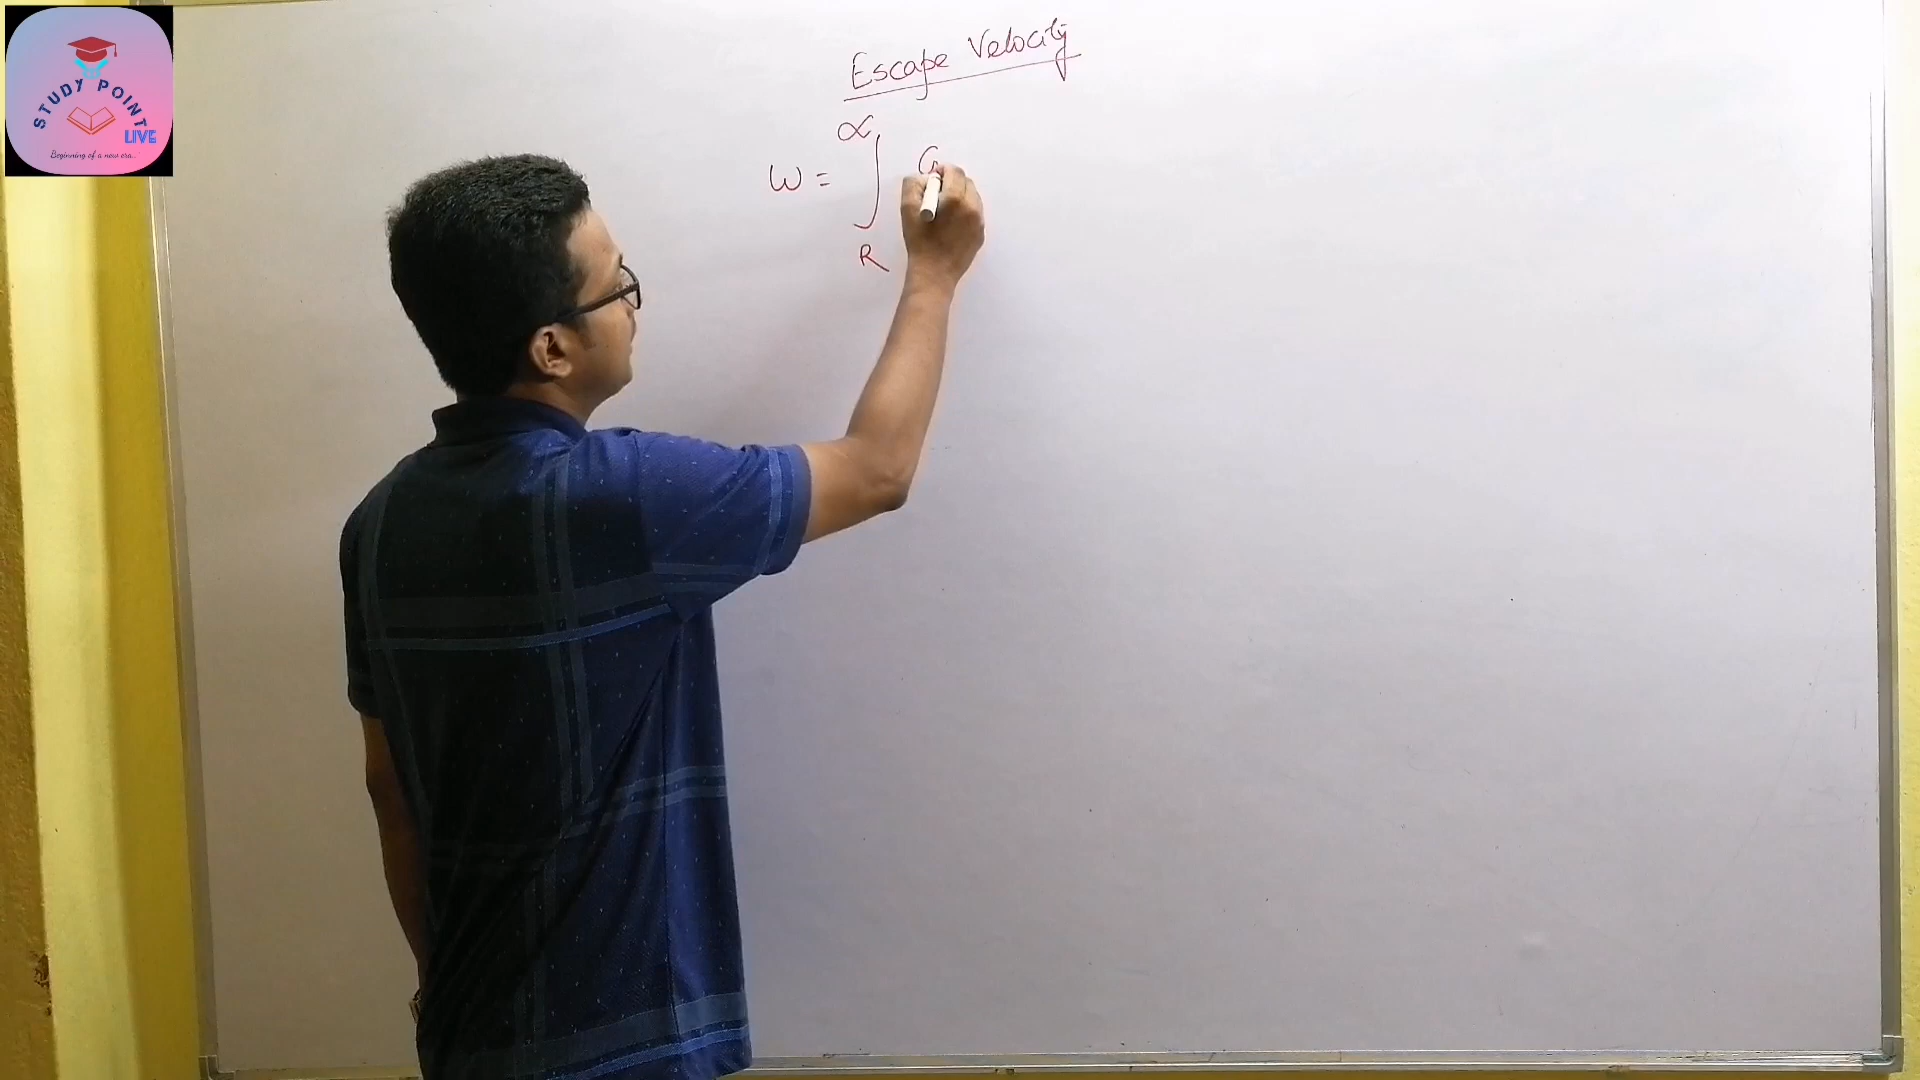 STUDY POINT
LIVE
Beginning of a new era..
Escape Velocity
∝
W = ∫ G
R